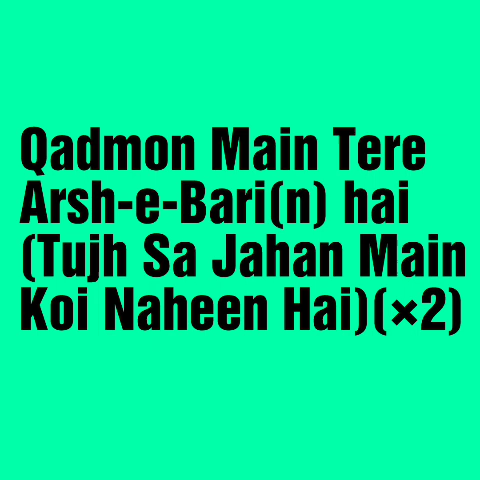 Qadmon Main Tere
Arsh-e-Bari(n) hai
(Tujh Sa Jahan Main
Koi Naheen Hai)(×2)